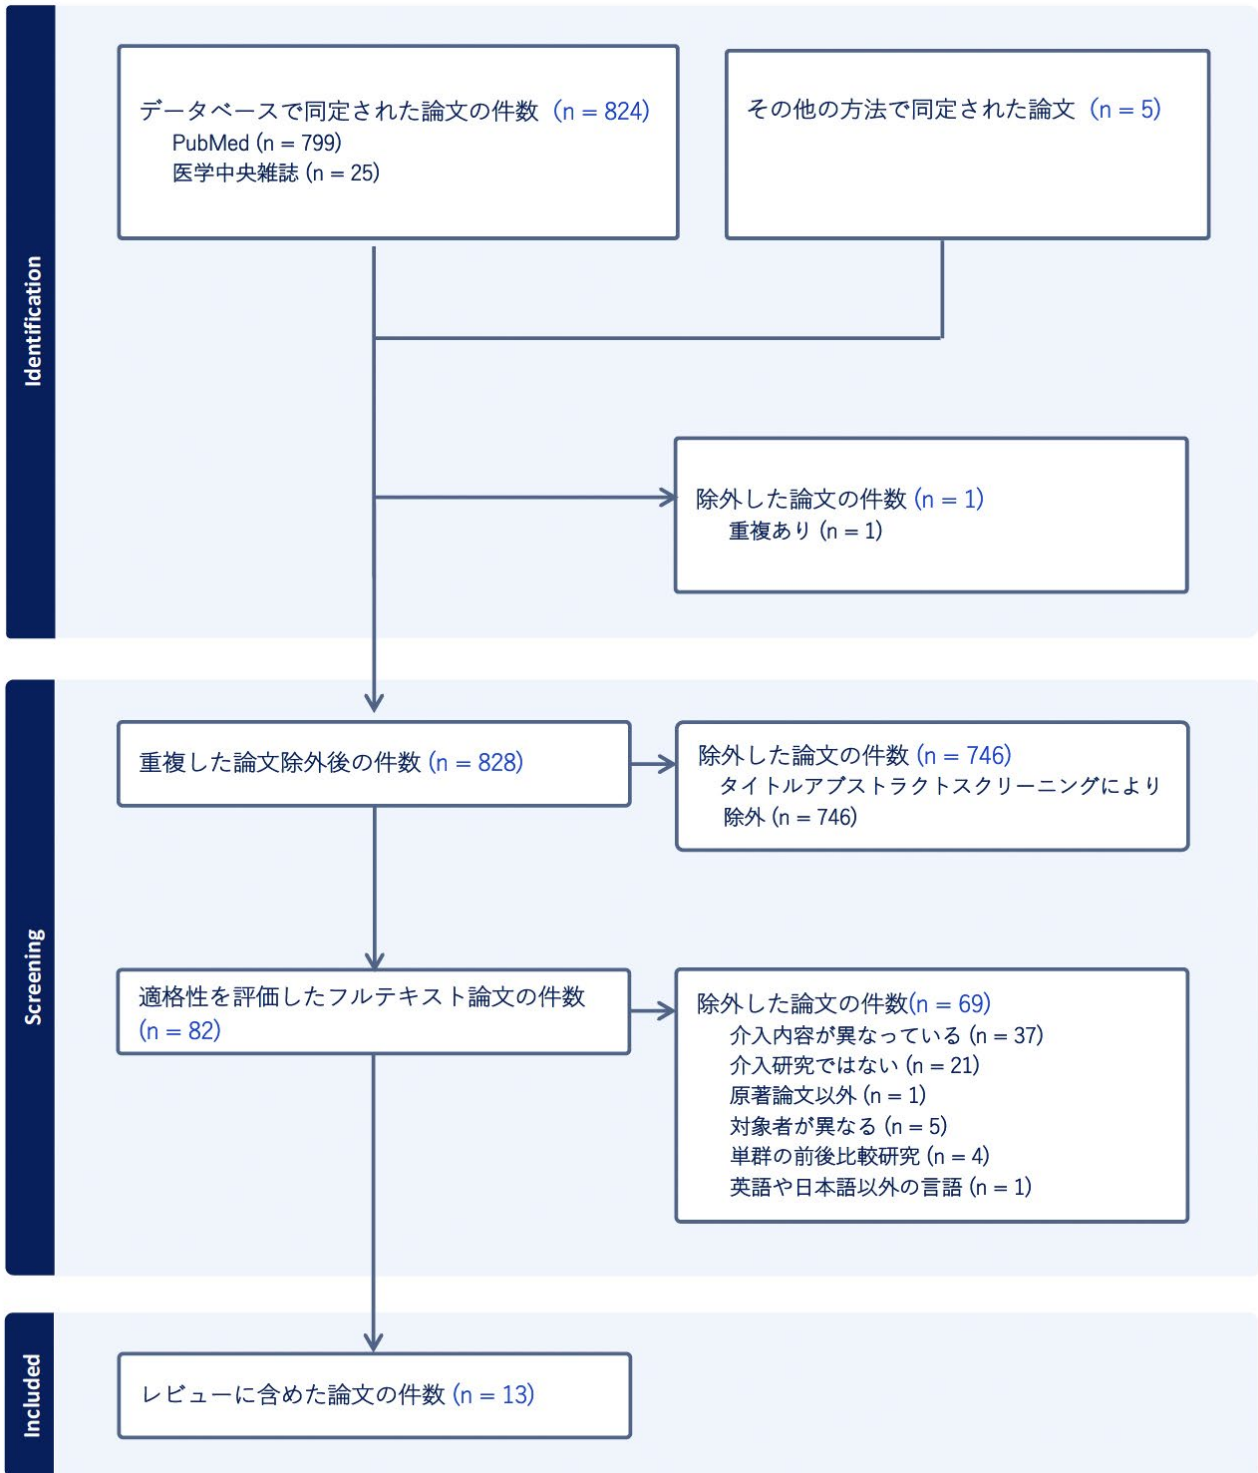 Identification
データベースで同定された論文の件数 (n = 824)
PubMed (n = 799)
医学中央雑誌 (n = 25)
その他の方法で同定された論文 (n = 5)
除外した論文の件数 (n = 1)
重複あり (n = 1)
Screening
重複した論文除外後の件数 (n = 828)
除外した論文の件数 (n = 746)
タイトルアブストラクトスクリーニングにより
除外 (n = 746)
適格性を評価したフルテキスト論文の件数
(n = 82)
除外した論文の件数(n = 69)
介入内容が異なっている (n = 37)
介入研究ではない (n = 21)
原著論文以外 (n = 1)
対象者が異なる (n = 5)
単群の前後比較研究 (n = 4)
英語や日本語以外の言語 (n = 1)
Included
レビューに含めた論文の件数 (n = 13)